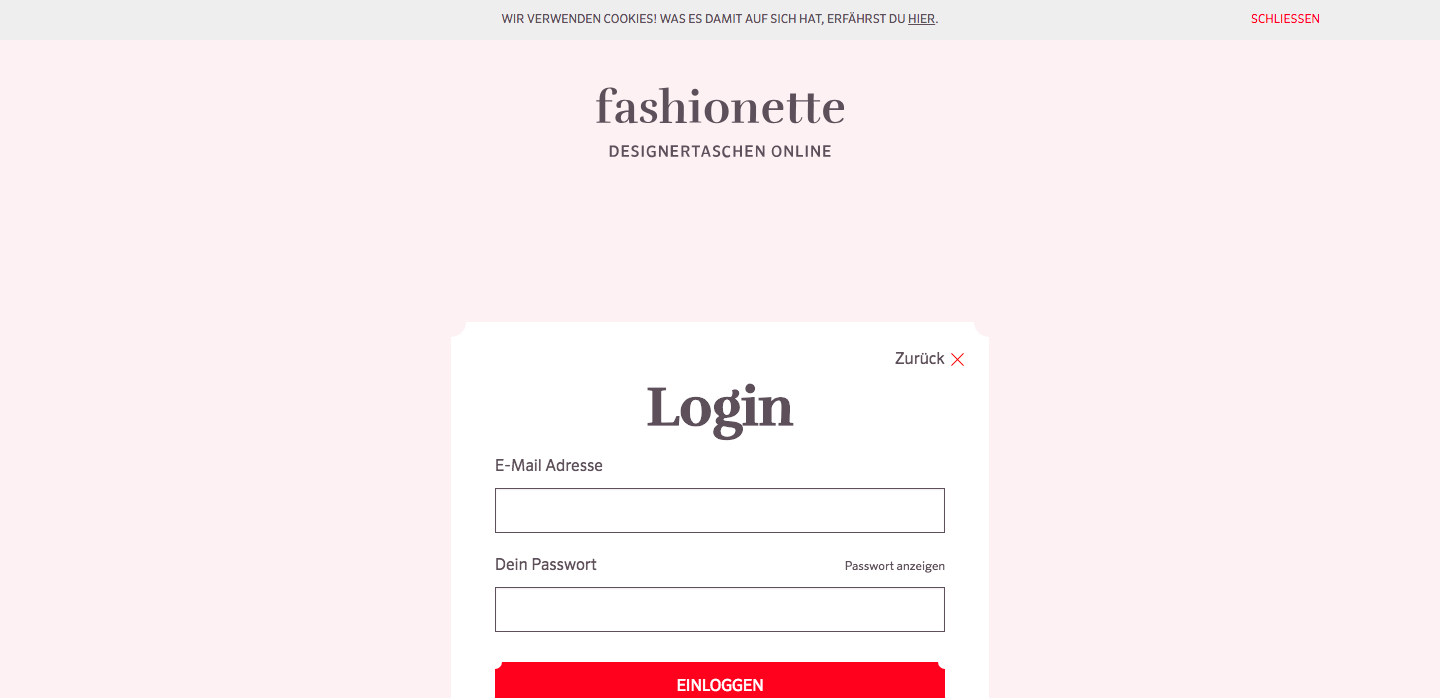 WIR VERWENDEN COOKIES! WAS ES DAMIT AUF SICH HAT, ERFÄHRST DU HIER.
SCHLIESSEN
fashionette
DESIGNERTASCHEN ONLINE
Zurück
Login
E-Mail Adresse
Dein Passwort
Passwort anzeigen
EINLOGGEN